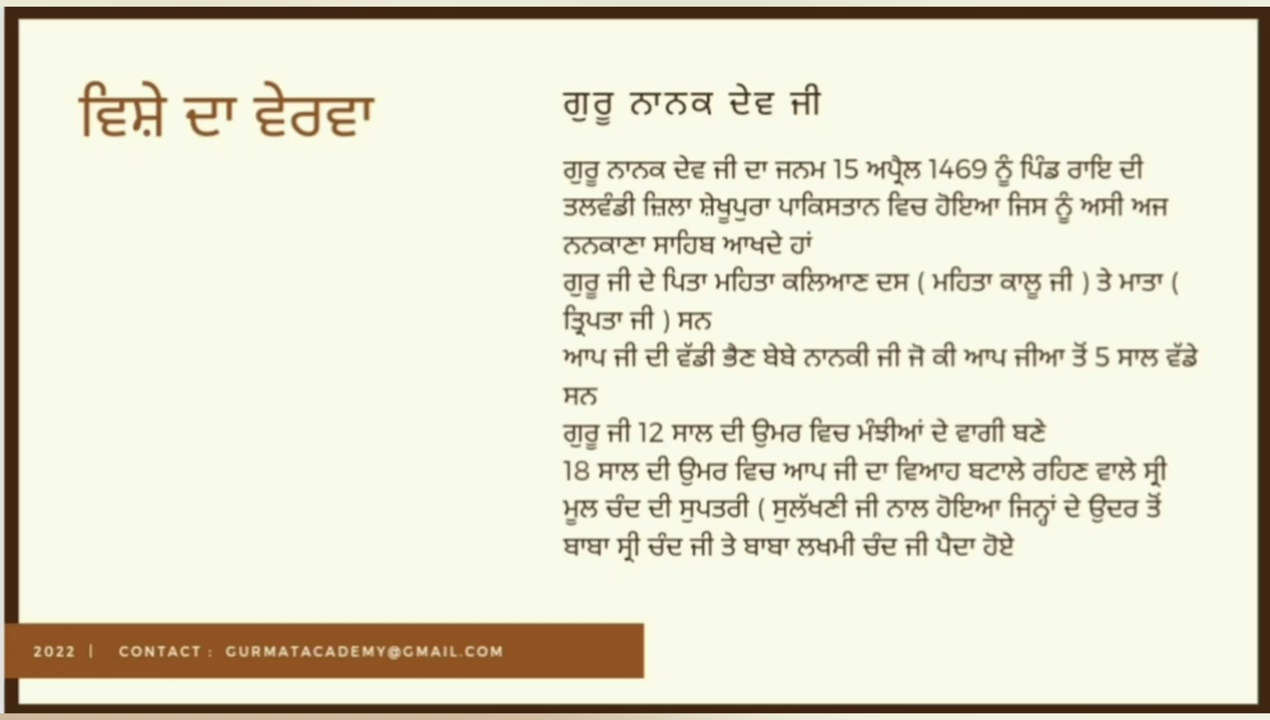 ਵਿਸ਼ੇ ਦਾ ਵੇਰਵਾ
ਗੁਰੂ ਨਾਨਕ ਦੇਵ ਜੀ
ਗੁਰੂ ਨਾਨਕ ਦੇਵ ਜੀ ਦਾ ਜਨਮ 15 ਅਪ੍ਰੈਲ 1469 ਨੂੰ ਪਿੰਡ ਰਾਇ ਦੀ
ਤਲਵੰਡੀ ਜ਼ਿਲਾ ਸ਼ੇਖੂਪੁਰਾ ਪਾਕਿਸਤਾਨ ਵਿਚ ਹੋਇਆ ਜਿਸ ਨੂੰ ਅਸੀ ਅਜ
ਨਨਕਾਣਾ ਸਾਹਿਬ ਆਖਦੇ ਹਾਂ
ਗੁਰੂ ਜੀ ਦੇ ਪਿਤਾ ਮਹਿਤਾ ਕਲਿਆਣ ਦਸ ( ਮਹਿਤਾ ਕਾਲੂ ਜੀ ) ਤੇ ਮਾਤਾ (
ਤ੍ਰਿਪਤਾ ਜੀ ) ਸਨ
ਆਪ ਜੀ ਦੀ ਵੱਡੀ ਭੈਣ ਬੇਬੇ ਨਾਨਕੀ ਜੀ ਜੋ ਕੀ ਆਪ ਜੀਆ ਤੋਂ 5 ਸਾਲ ਵੱਡੇ
ਸਨ
ਗੁਰੂ ਜੀ 12 ਸਾਲ ਦੀ ਉਮਰ ਵਿਚ ਮੰਝੀਆਂ ਦੇ ਵਾਗੀ ਬਣੇ
18 ਸਾਲ ਦੀ ਉਮਰ ਵਿਚ ਆਪ ਜੀ ਦਾ ਵਿਆਹ ਬਟਾਲੇ ਰਹਿਣ ਵਾਲੇ ਸ੍ਰੀ
ਮੂਲ ਚੰਦ ਦੀ ਸੁਪਤਰੀ ( ਸੁਲੱਖਣੀ ਜੀ ਨਾਲ ਹੋਇਆ ਜਿਨ੍ਹਾਂ ਦੇ ਉਦਰ ਤੋਂ
ਬਾਬਾ ਸ੍ਰੀ ਚੰਦ ਜੀ ਤੇ ਬਾਬਾ ਲਖਮੀ ਚੰਦ ਜੀ ਪੈਦਾ ਹੋਏ
2022 | CONTACT : GURMATACADEMY@GMAIL.COM